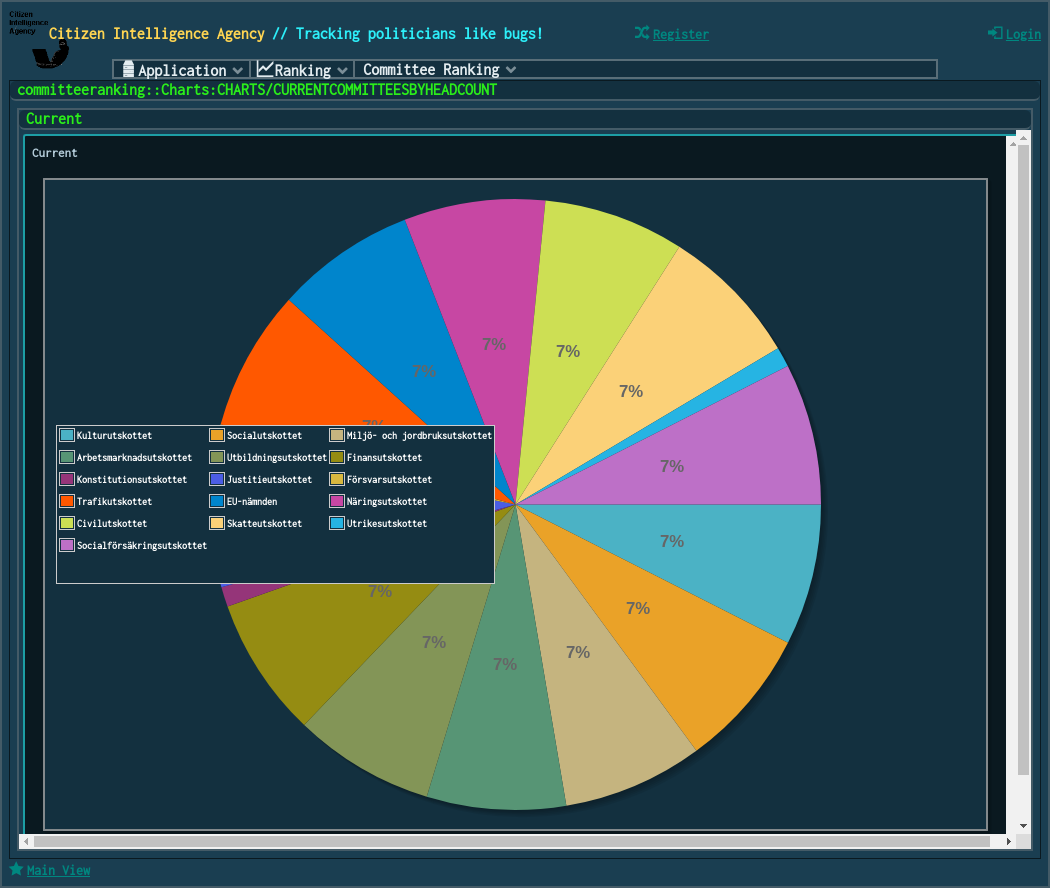 Citizen
Intelligence
Agency
Citizen Intelligence Agency // Tracking politicians like bugs!
Register
Login
Application
Ranking
Committee Ranking
committeeranking::Charts:CHARTS/CURRENTCOMMITTEESBYHEADCOUNT
Current
Current
7%
7%
7%
7%
7%
7%
Kulturutskottet
Socialutskottet
Miljö- och jordbruksutskottet
Arbetsmarknadsutskottet
Utbildningsutskottet
Finansutskottet
Konstitutionsutskottet
Justitieutskottet
Försvarsutskottet
Trafikutskottet
EU-nämnden
Näringsutskottet
Civilutskottet
Skatteutskottet
Utrikesutskottet
Socialförsäkringsutskottet
7%
7%
7%
7%
7%
7%
7%
Main View